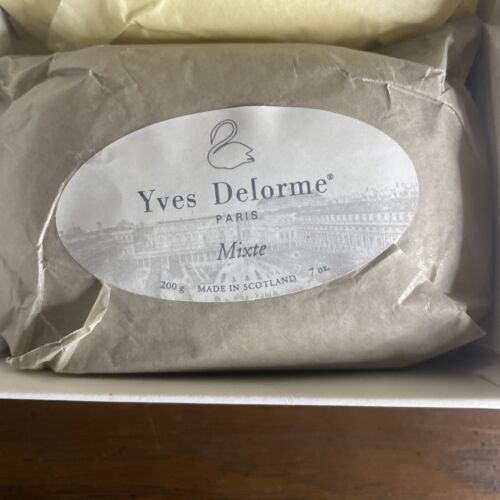 Yves Delorme®
PARIS
Mixte
200 g MADE IN SCOTLAND 7 oz.